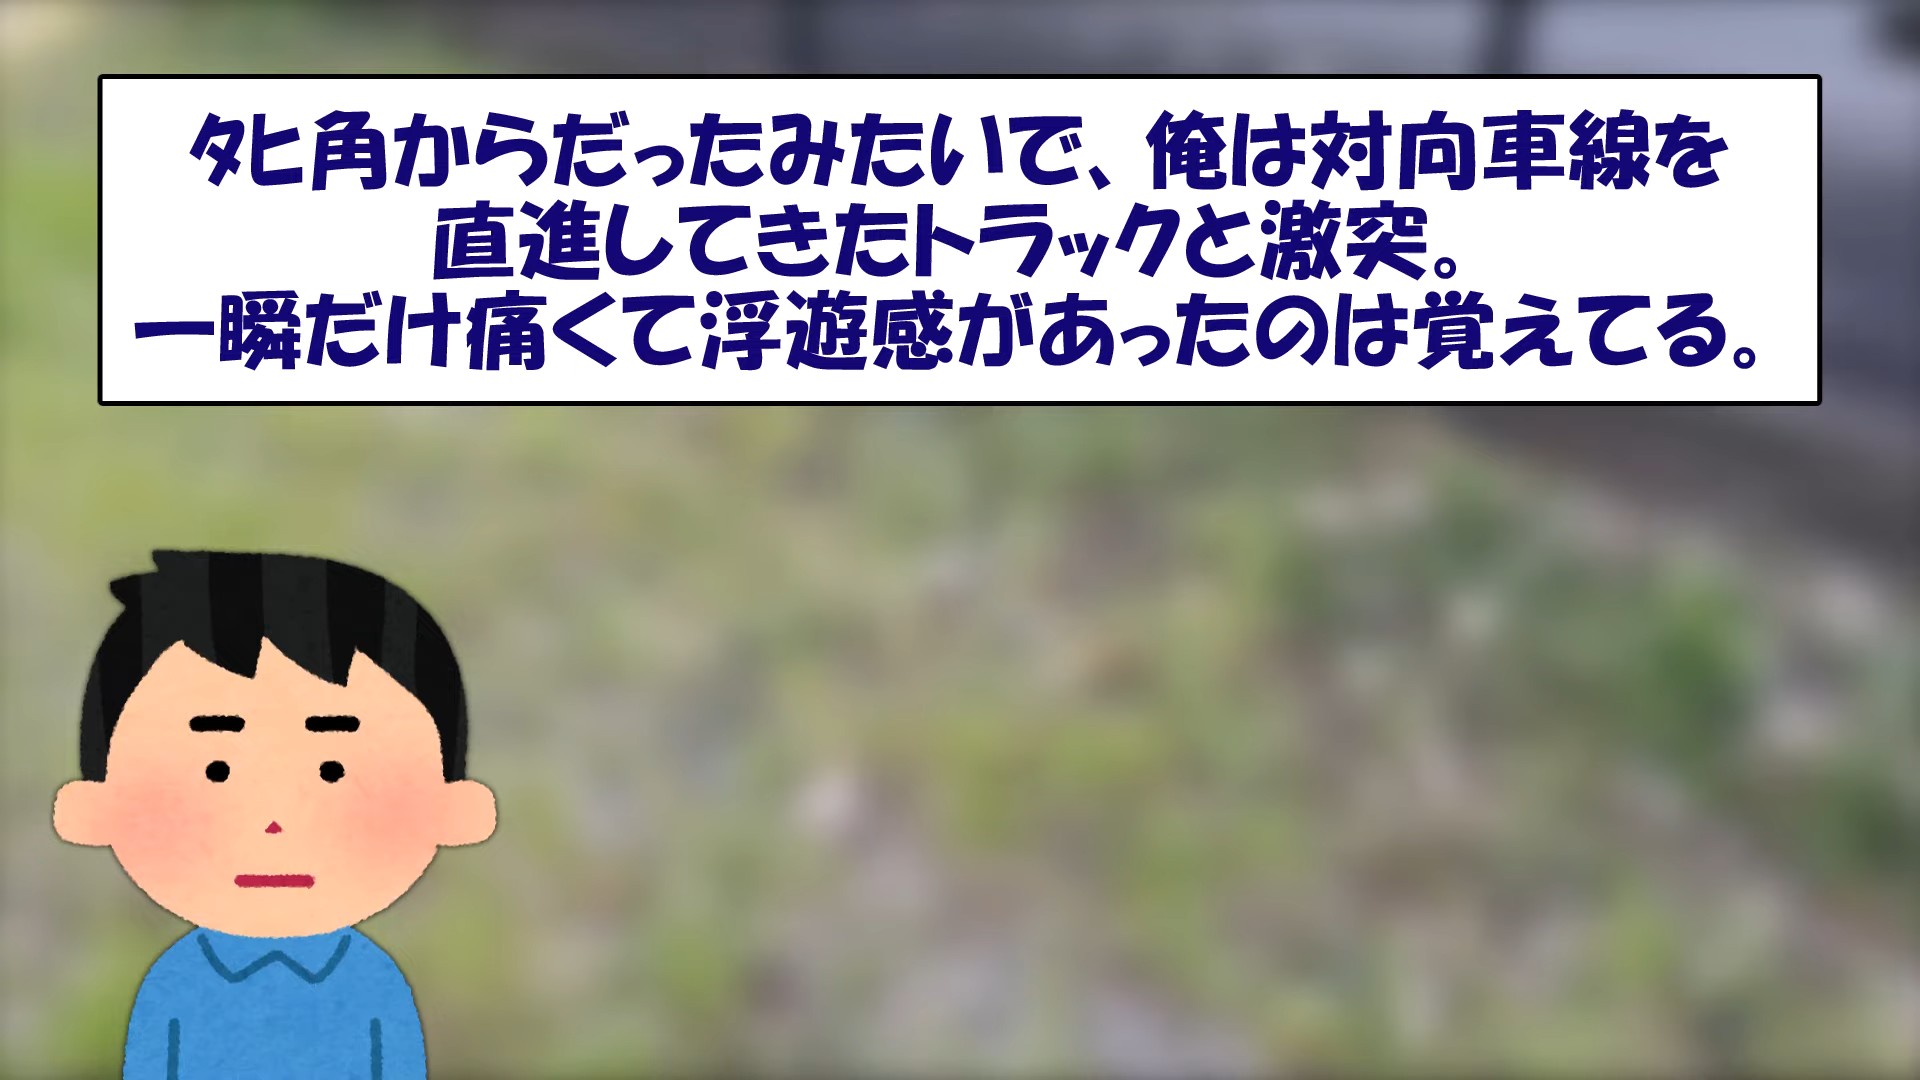 ﾀヒ角からだったみたいで、俺は対向車線を
直進してきたトラックと激突。
一瞬だけ痛くて浮遊感があったのは覚えてる。